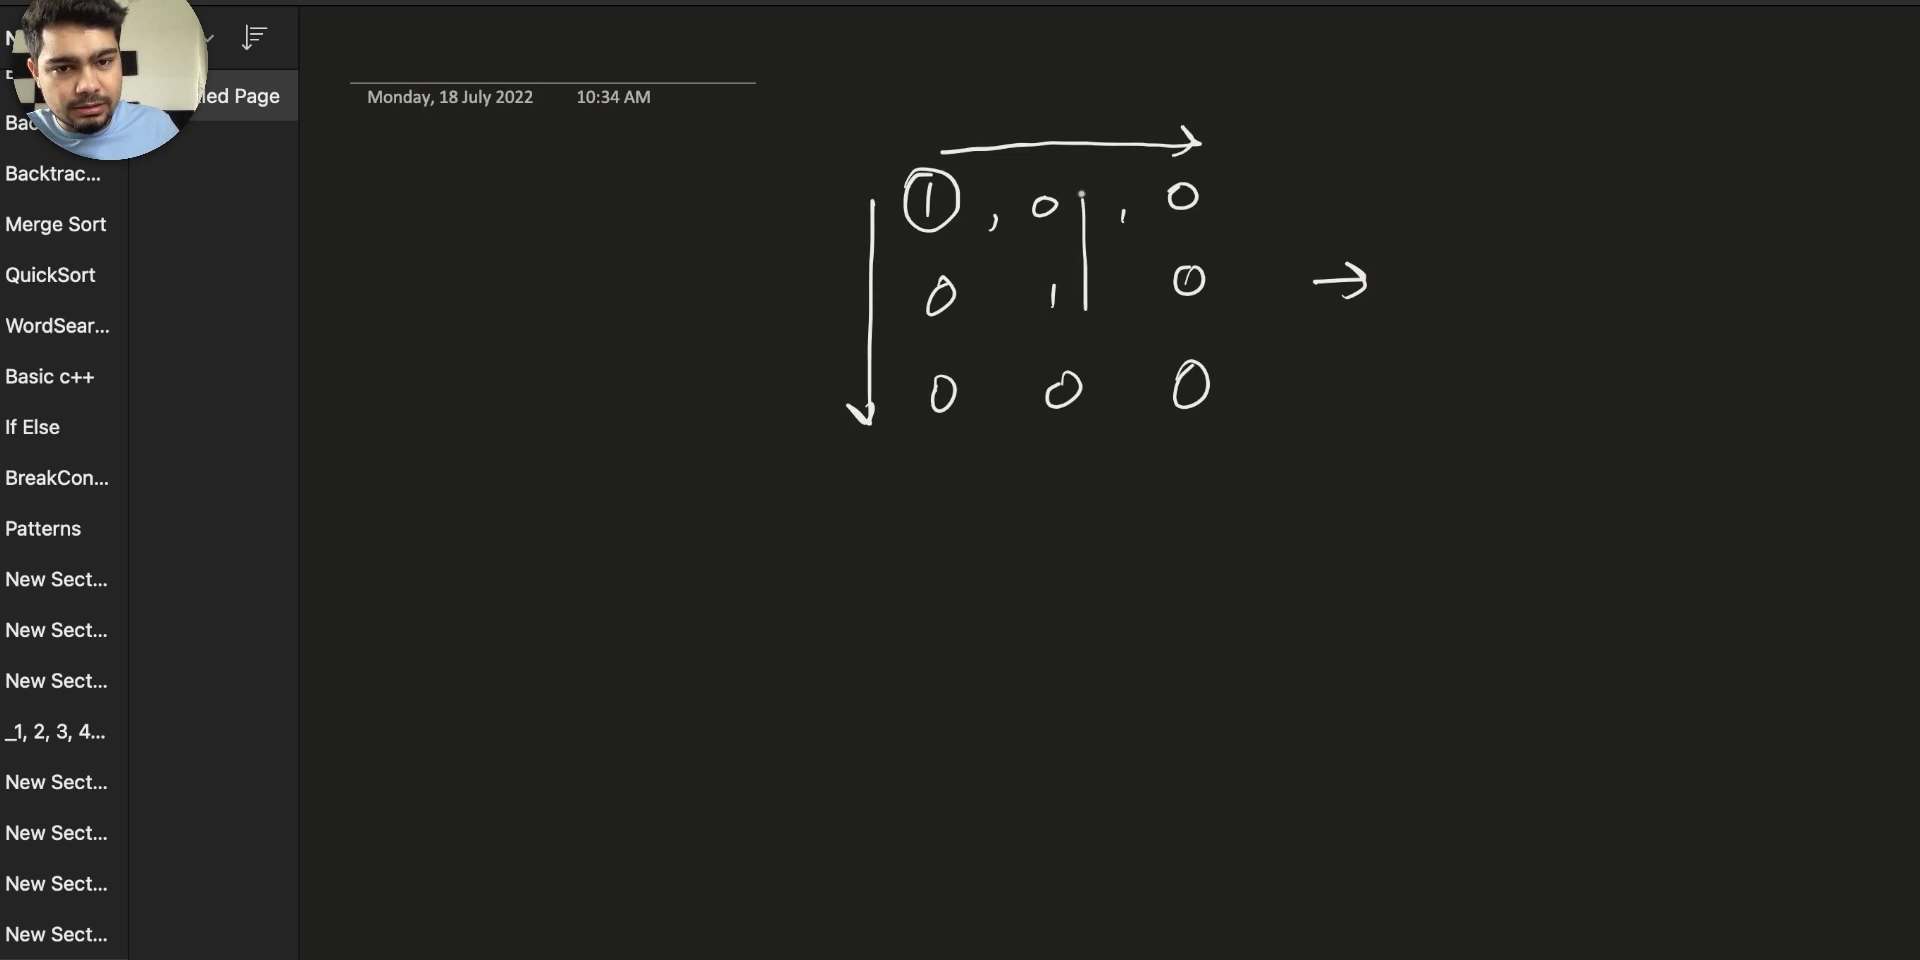 N
led Page
Monday, 18 July 2022 10:34 AM
Bac
Backtrac...
Merge Sort
QuickSort
WordSear...
Basic c++
If Else
BreakCon...
Patterns
New Sect...
New Sect...
New Sect...
_1, 2, 3, 4...
New Sect...
New Sect...
New Sect...
New Sect...
1 , 0 , 0
0 1 0
0 0 0